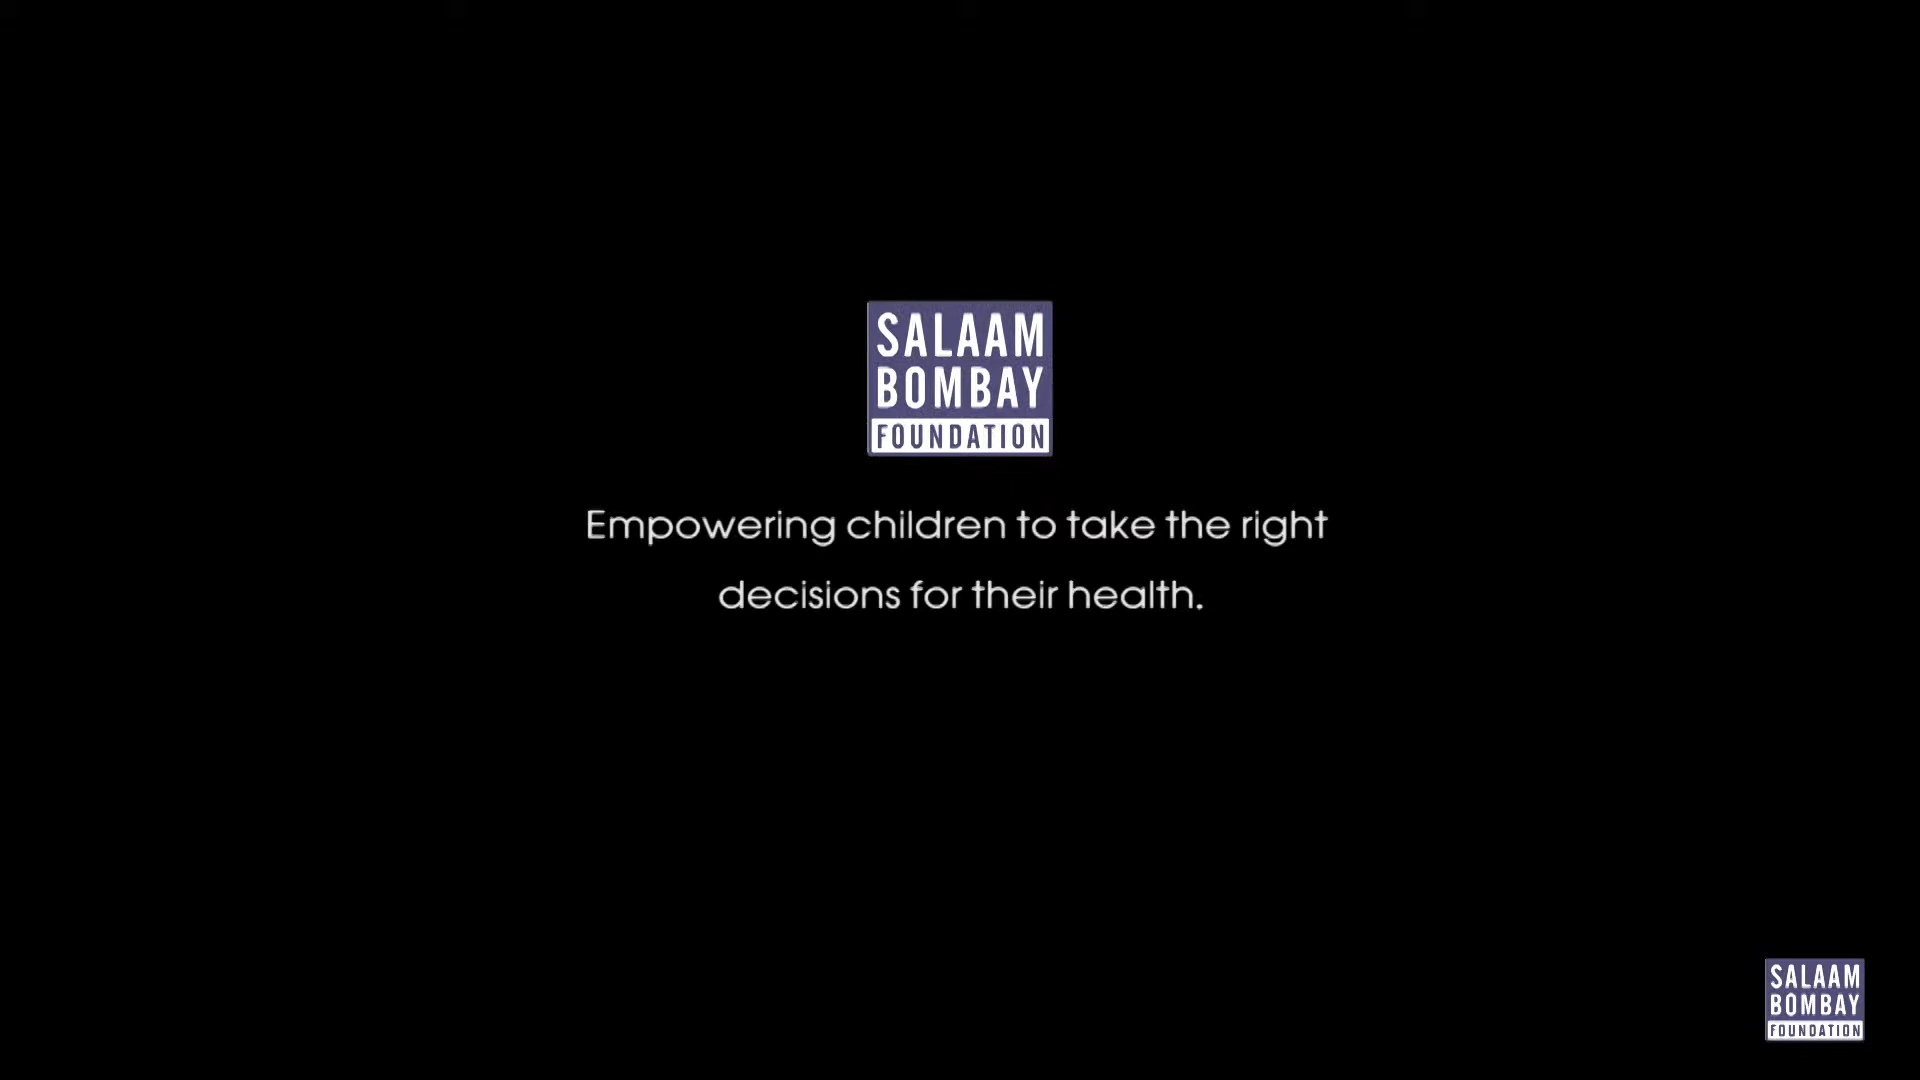 SALAAM
BOMBAY
FOUNDATION
Empowering children to take the right
decisions for their health.
SALAAM
BOMBAY
FOUNDATION